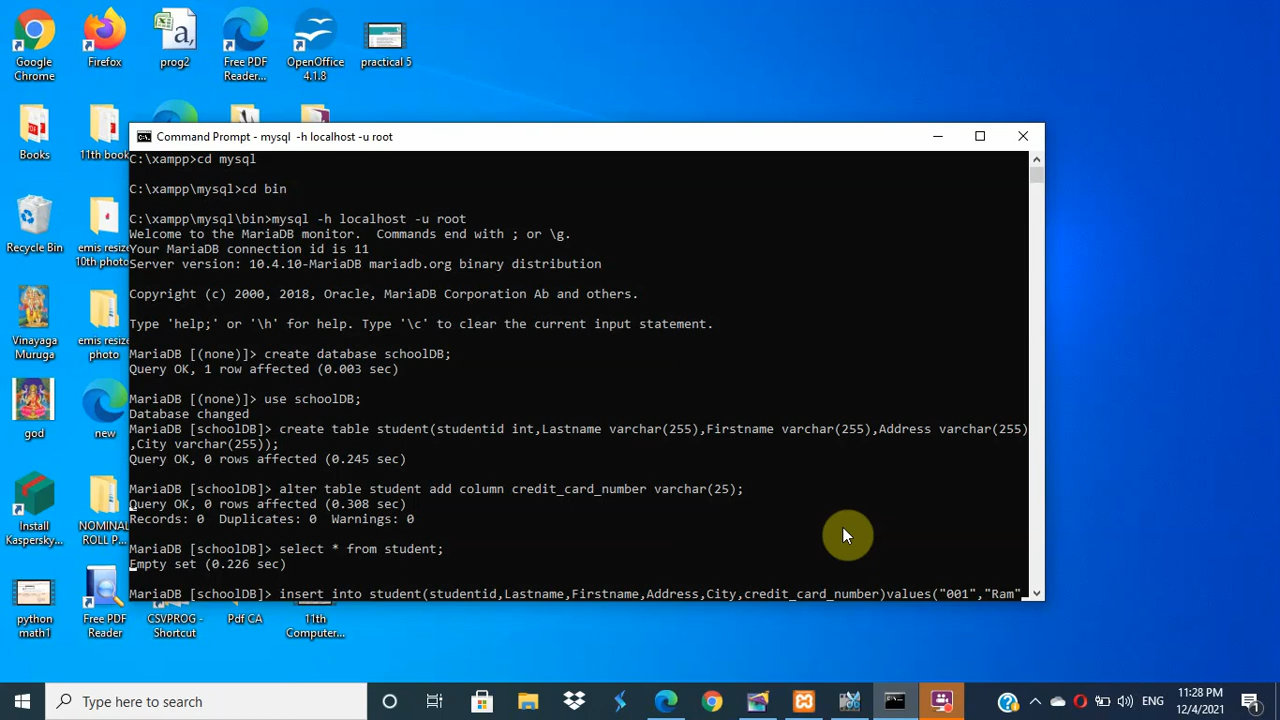 Google
Chrome
Firefox
prog2
Free PDF
Reader...
OpenOffice
4.1.8
practical 5
Books
11th book
Command Prompt - mysql  -h localhost -u root
C:\xampp>cd mysql
C:\xampp\mysql>cd bin
C:\xampp\mysql\bin>mysql -h localhost -u root
Welcome to the MariaDB monitor.  Commands end with ; or \g.
Your MariaDB connection id is 11
Server version: 10.4.10-MariaDB mariadb.org binary distribution
Copyright (c) 2000, 2018, Oracle, MariaDB Corporation Ab and others.
Type 'help;' or '\h' for help. Type '\c' to clear the current input statement.
MariaDB [(none)]> create database schoolDB;
Query OK, 1 row affected (0.003 sec)
MariaDB [(none)]> use schoolDB;
Database changed
MariaDB [schoolDB]> create table student(studentid int,Lastname varchar(255),Firstname varchar(255),Address varchar(255)
,City varchar(255));
Query OK, 0 rows affected (0.245 sec)
MariaDB [schoolDB]> alter table student add column credit_card_number varchar(25);
Query OK, 0 rows affected (0.308 sec)
Records: 0  Duplicates: 0  Warnings: 0
MariaDB [schoolDB]> select * from student;
Empty set (0.226 sec)
MariaDB [schoolDB]> insert into student(studentid,Lastname,Firstname,Address,City,credit_card_number)values("001","Ram"
Recycle Bin
emis resize
10th photo
Vinayaga
Muruga
emis resize
photo
god
new
Install
Kaspersky...
NOMINAL
ROLL P...
python
math1
Free PDF
Reader
CSVPROG -
Shortcut
Pdf CA
11th
Computer...
Type here to search
ENG
11:28 PM
12/4/2021
1